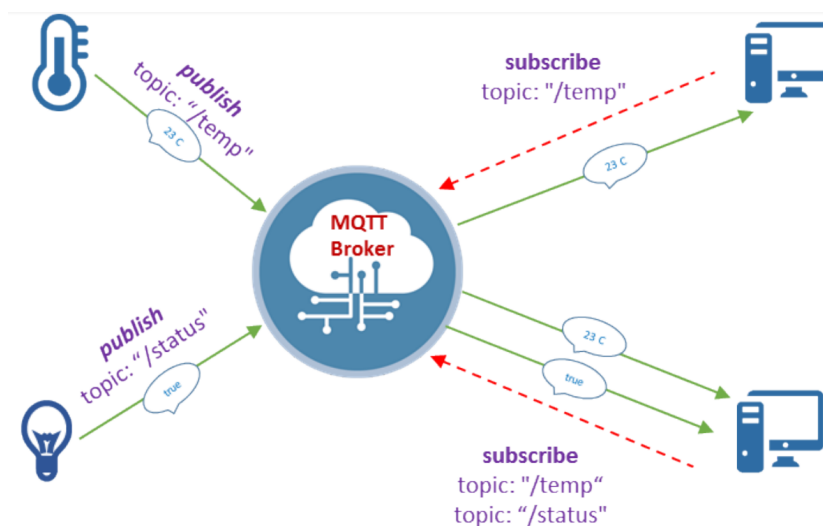 publish
topic: “/temp"
23 C
subscribe
topic: "/temp"
23 C
MQTT
Broker
publish
topic: “/status"
true
23 C
true
subscribe
topic: "/temp“
topic: “/status"